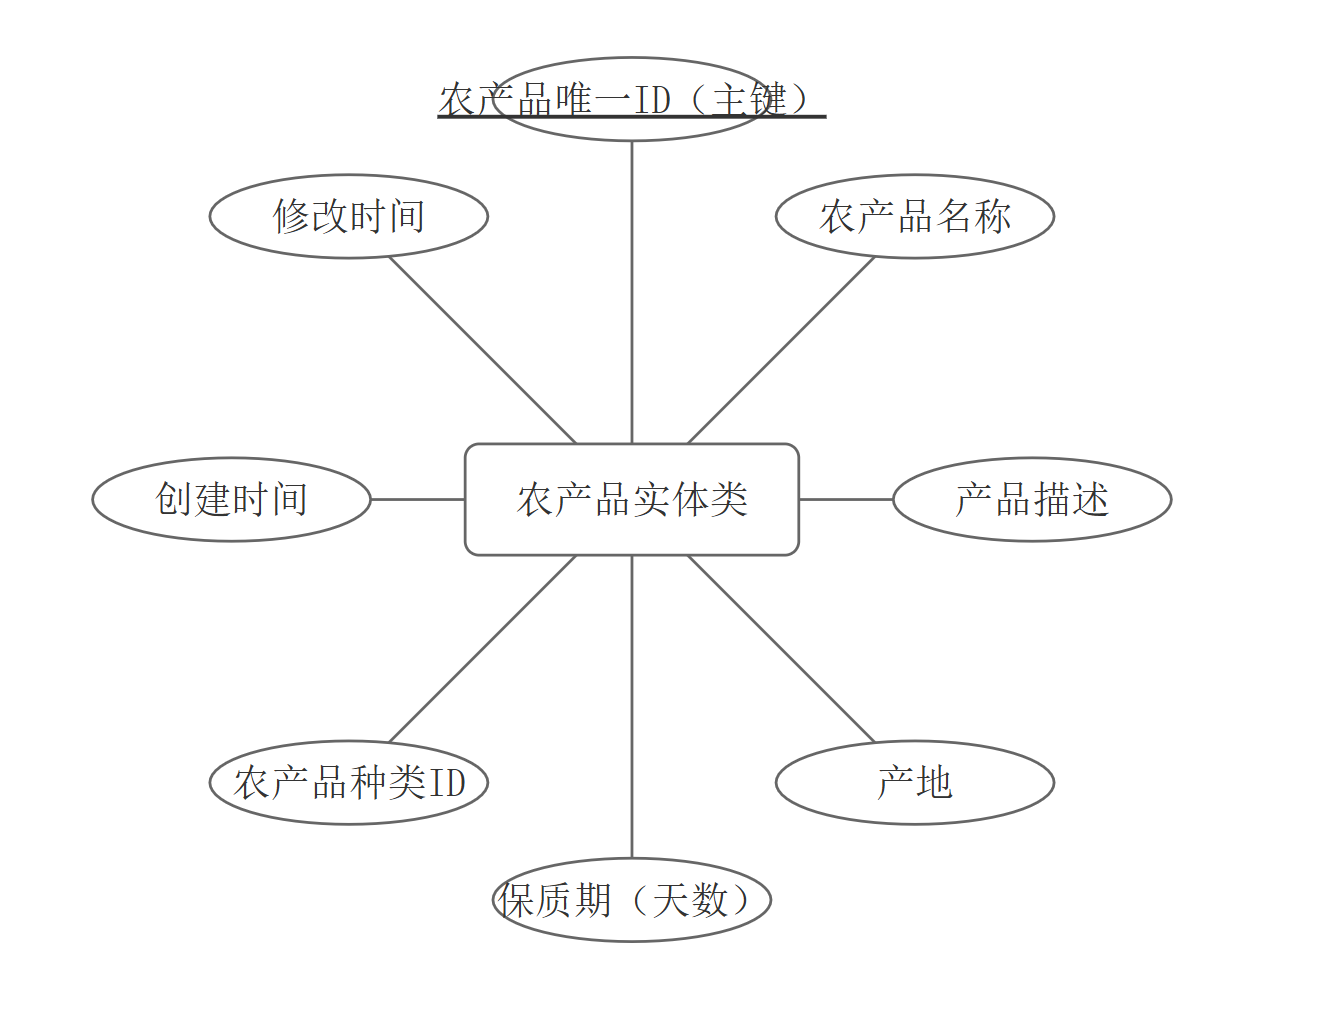 农产品唯一ID（主键）
修改时间
农产品名称
创建时间
农产品实体类
产品描述
农产品种类ID
产地
保质期（天数）